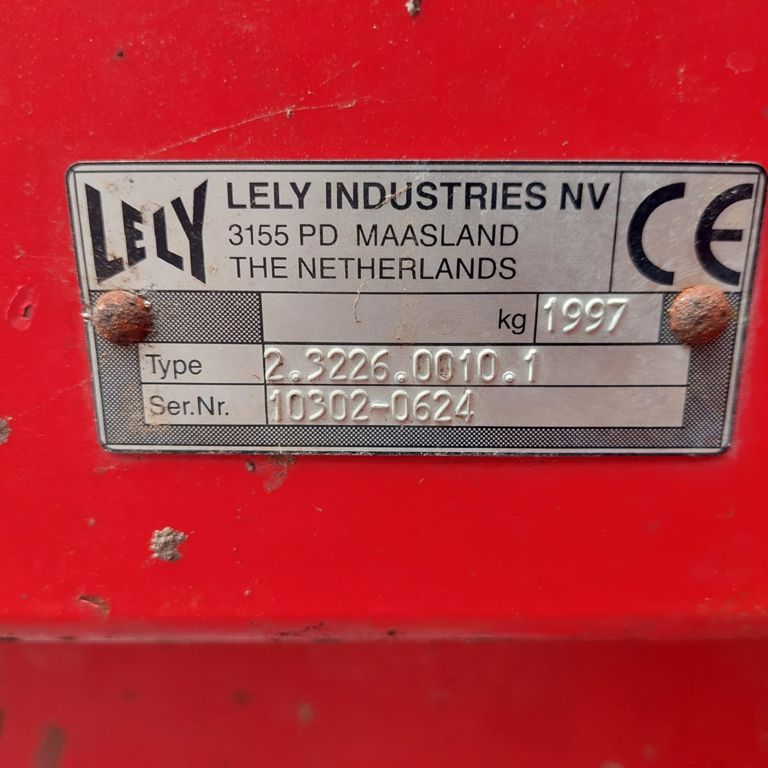 LELY LELY INDUSTRIES NV CE
3155 PD MAASLAND
THE NETHERLANDS
kg 1997
Type 2.3226.0010.1
Ser.Nr. 10302-0624